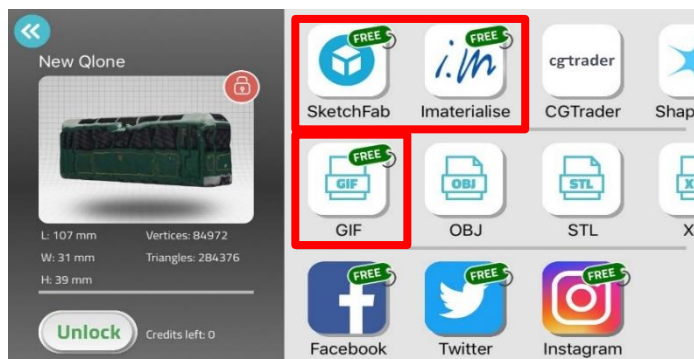 New Qlone
L: 107 mm
Vertices: 84972
W: 31 mm
Triangles: 284376
H: 39 mm
Unlock
Credits left: 0
FREE
FREE
i.m
cgtrader
SketchFab
Imaterialise
CGTrader
Shap
FREE
GIF
OBJ
STL
X
GIF
OBJ
STL
X
FREE
FREE
FREE
Facebook
Twitter
Instagram